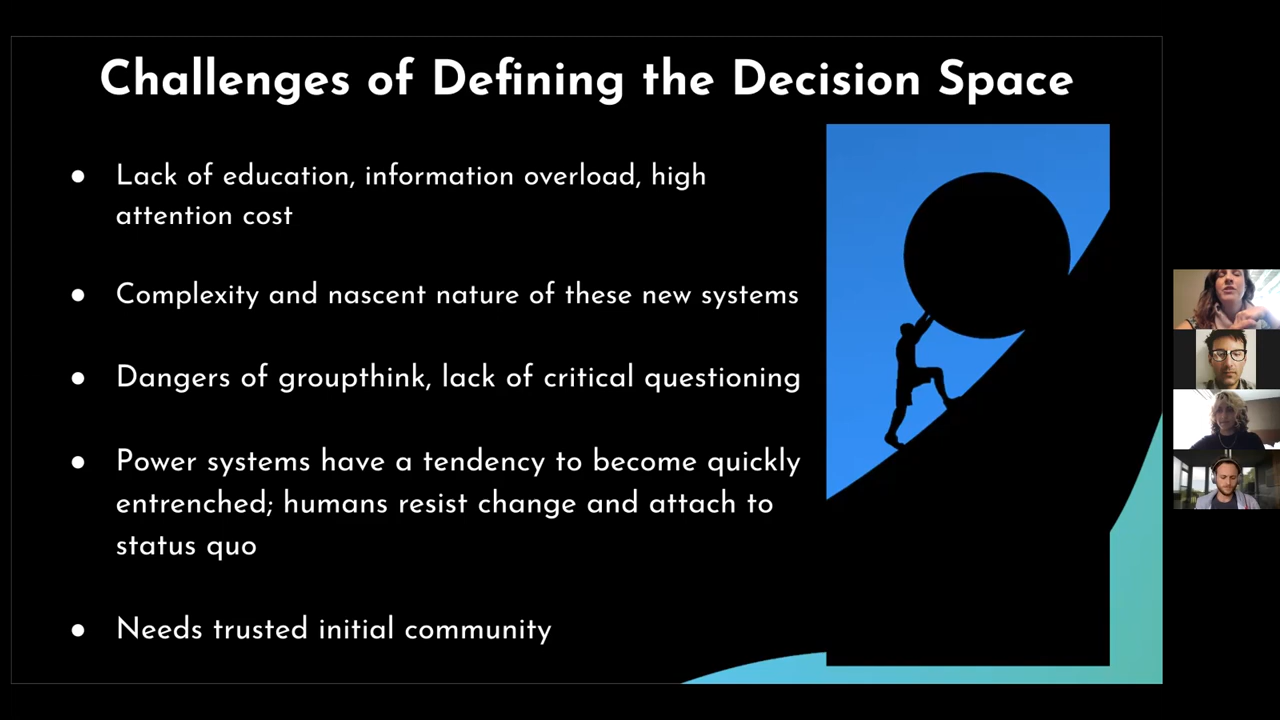 Challenges of Defining the Decision Space
● Lack of education, information overload, high
attention cost
● Complexity and nascent nature of these new systems
● Dangers of groupthink, lack of critical questioning
● Power systems have a tendency to become quickly
entrenched; humans resist change and attach to
status quo
● Needs trusted initial community